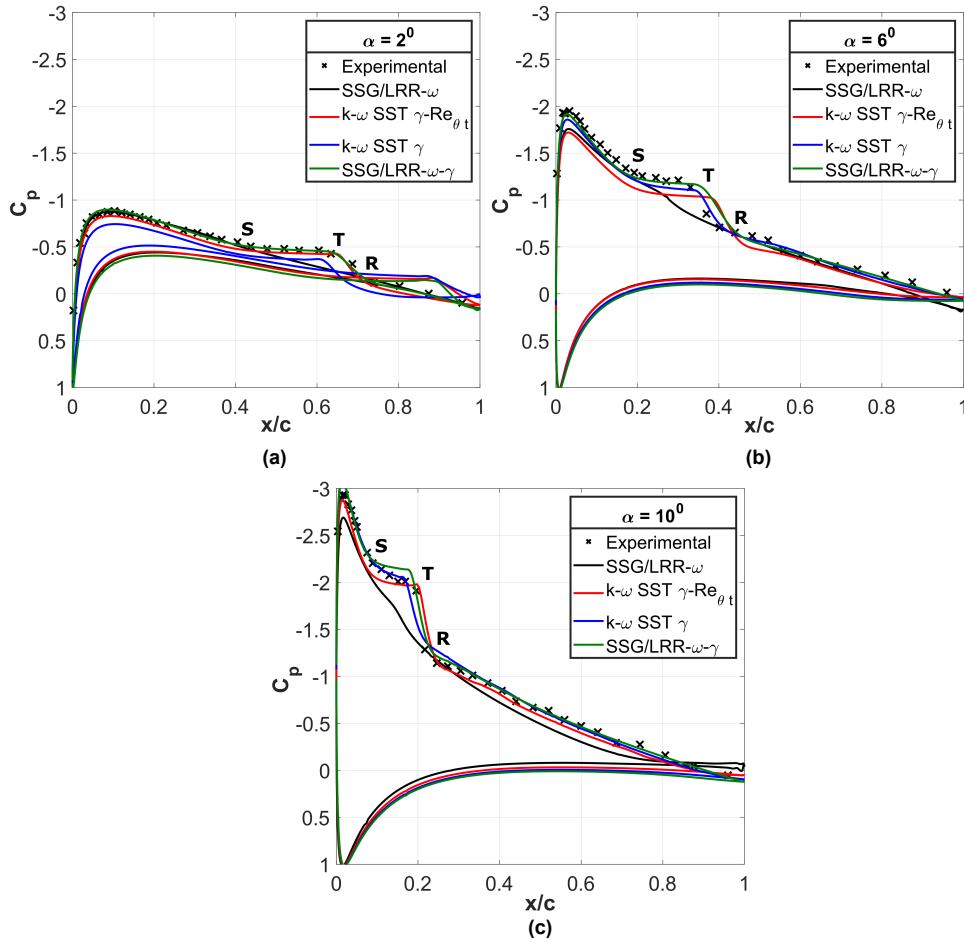 -3
-2
-1
-0.5
0
0.5
1
-1.5
-2.5
C_p
α = 2⁰
× Experimental
SSG/LRR-ω
k-ω SST γ-Re_θ t
k-ω SST γ
SSG/LRR-ω-γ
S
T
R
0 0.2 0.4 0.6 0.8 1
x/c
(a)
-3
-2.5
-2
-1.5
-1
-0.5
0
0.5
1
C_p
α = 6⁰
× Experimental
SSG/LRR-ω
k-ω SST γ-Re_θ t
k-ω SST γ
SSG/LRR-ω-γ
S
T
R
0 0.2 0.4 0.6 0.8 1
x/c
(b)
-3
-2.5
-2
-1.5
-1
-0.5
0
0.5
1
C_p
α = 10⁰
× Experimental
SSG/LRR-ω
k-ω SST γ-Re_θ t
k-ω SST γ
SSG/LRR-ω-γ
S
T
R
0 0.2 0.4 0.6 0.8 1
x/c
(c)